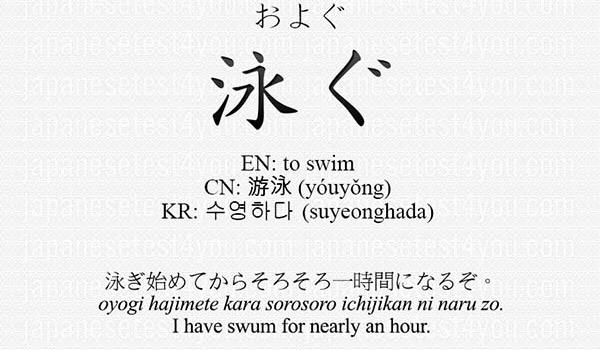 およぐ
泳ぐ
EN: to swim
CN: 游泳 (yóuyǒng)
KR: 수영하다 (suyeonghada)
泳ぎ始めてからそろそろ一時間になるぞ。
oyogi hajimete kara sorosoro ichijikan ni naru zo.
I have swum for nearly an hour.
japanesetest4you.com